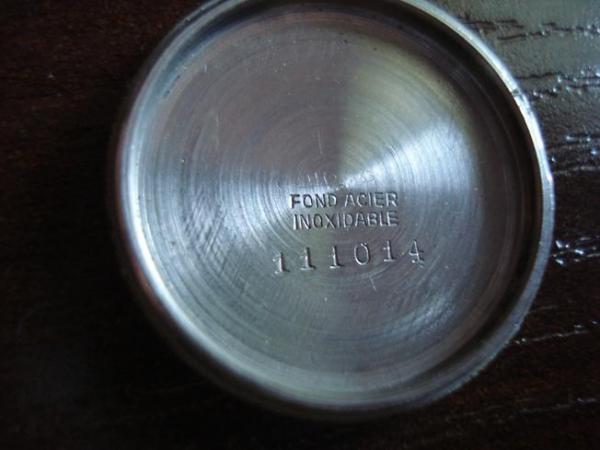 FOND ACIER
INOXIDABLE
111014